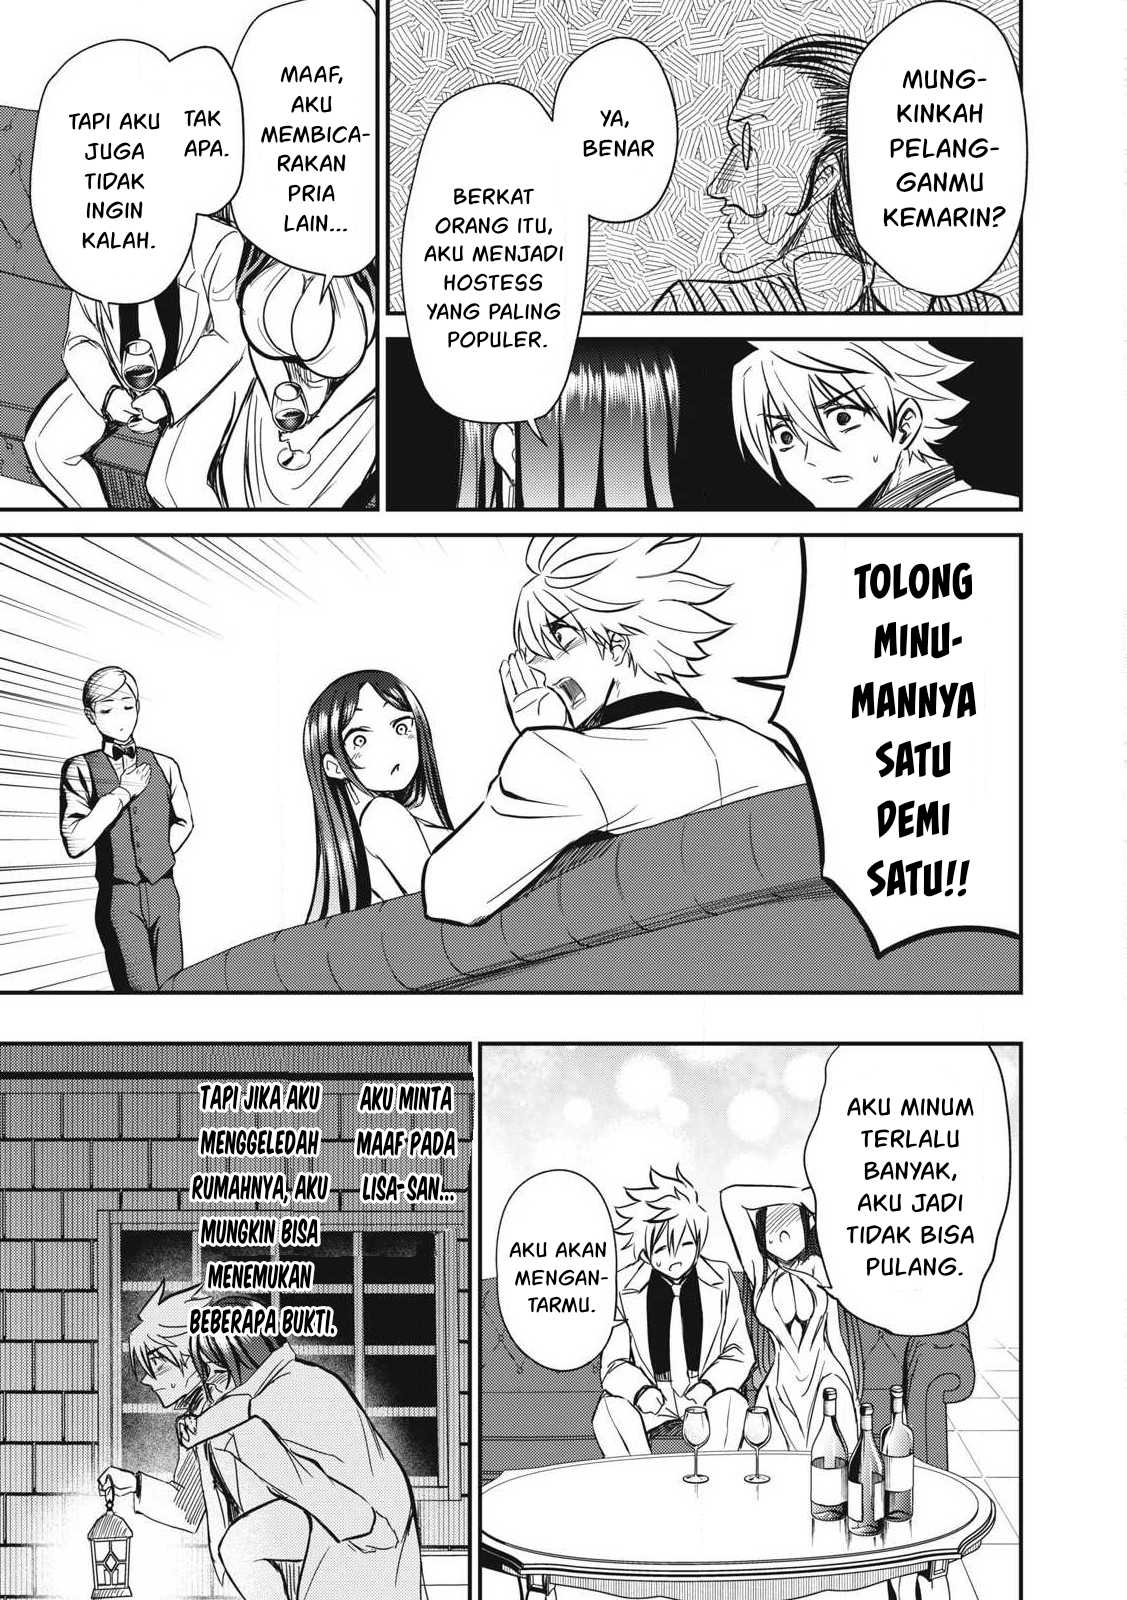 MUNG-
KINKAH
PELANG-
GANMU
KEMARIN?
YA,
BENAR
BERKAT
ORANG ITU,
AKU MENJADI
HOSTESS
YANG PALING
POPULER.
MAAF,
AKU
MEMBICA-
RAKAN
PRIA
LAIN...
TAK
APA.
TAPI AKU
JUGA
TIDAK
INGIN
KALAH.
TOLONG
MINU-
MANNYA
SATU
DEMI
SATU!!
AKU MINUM
TERLALU
BANYAK,
AKU JADI
TIDAK BISA
PULANG.
AKU AKAN
MENGAN-
TARMU.
AKU MINTA
MAAF PADA
LISA-SAN...
TAPI JIKA AKU
MENGGELEDAH
RUMAHNYA, AKU
MUNGKIN BISA
MENEMUKAN
BEBERAPA BUKTI.